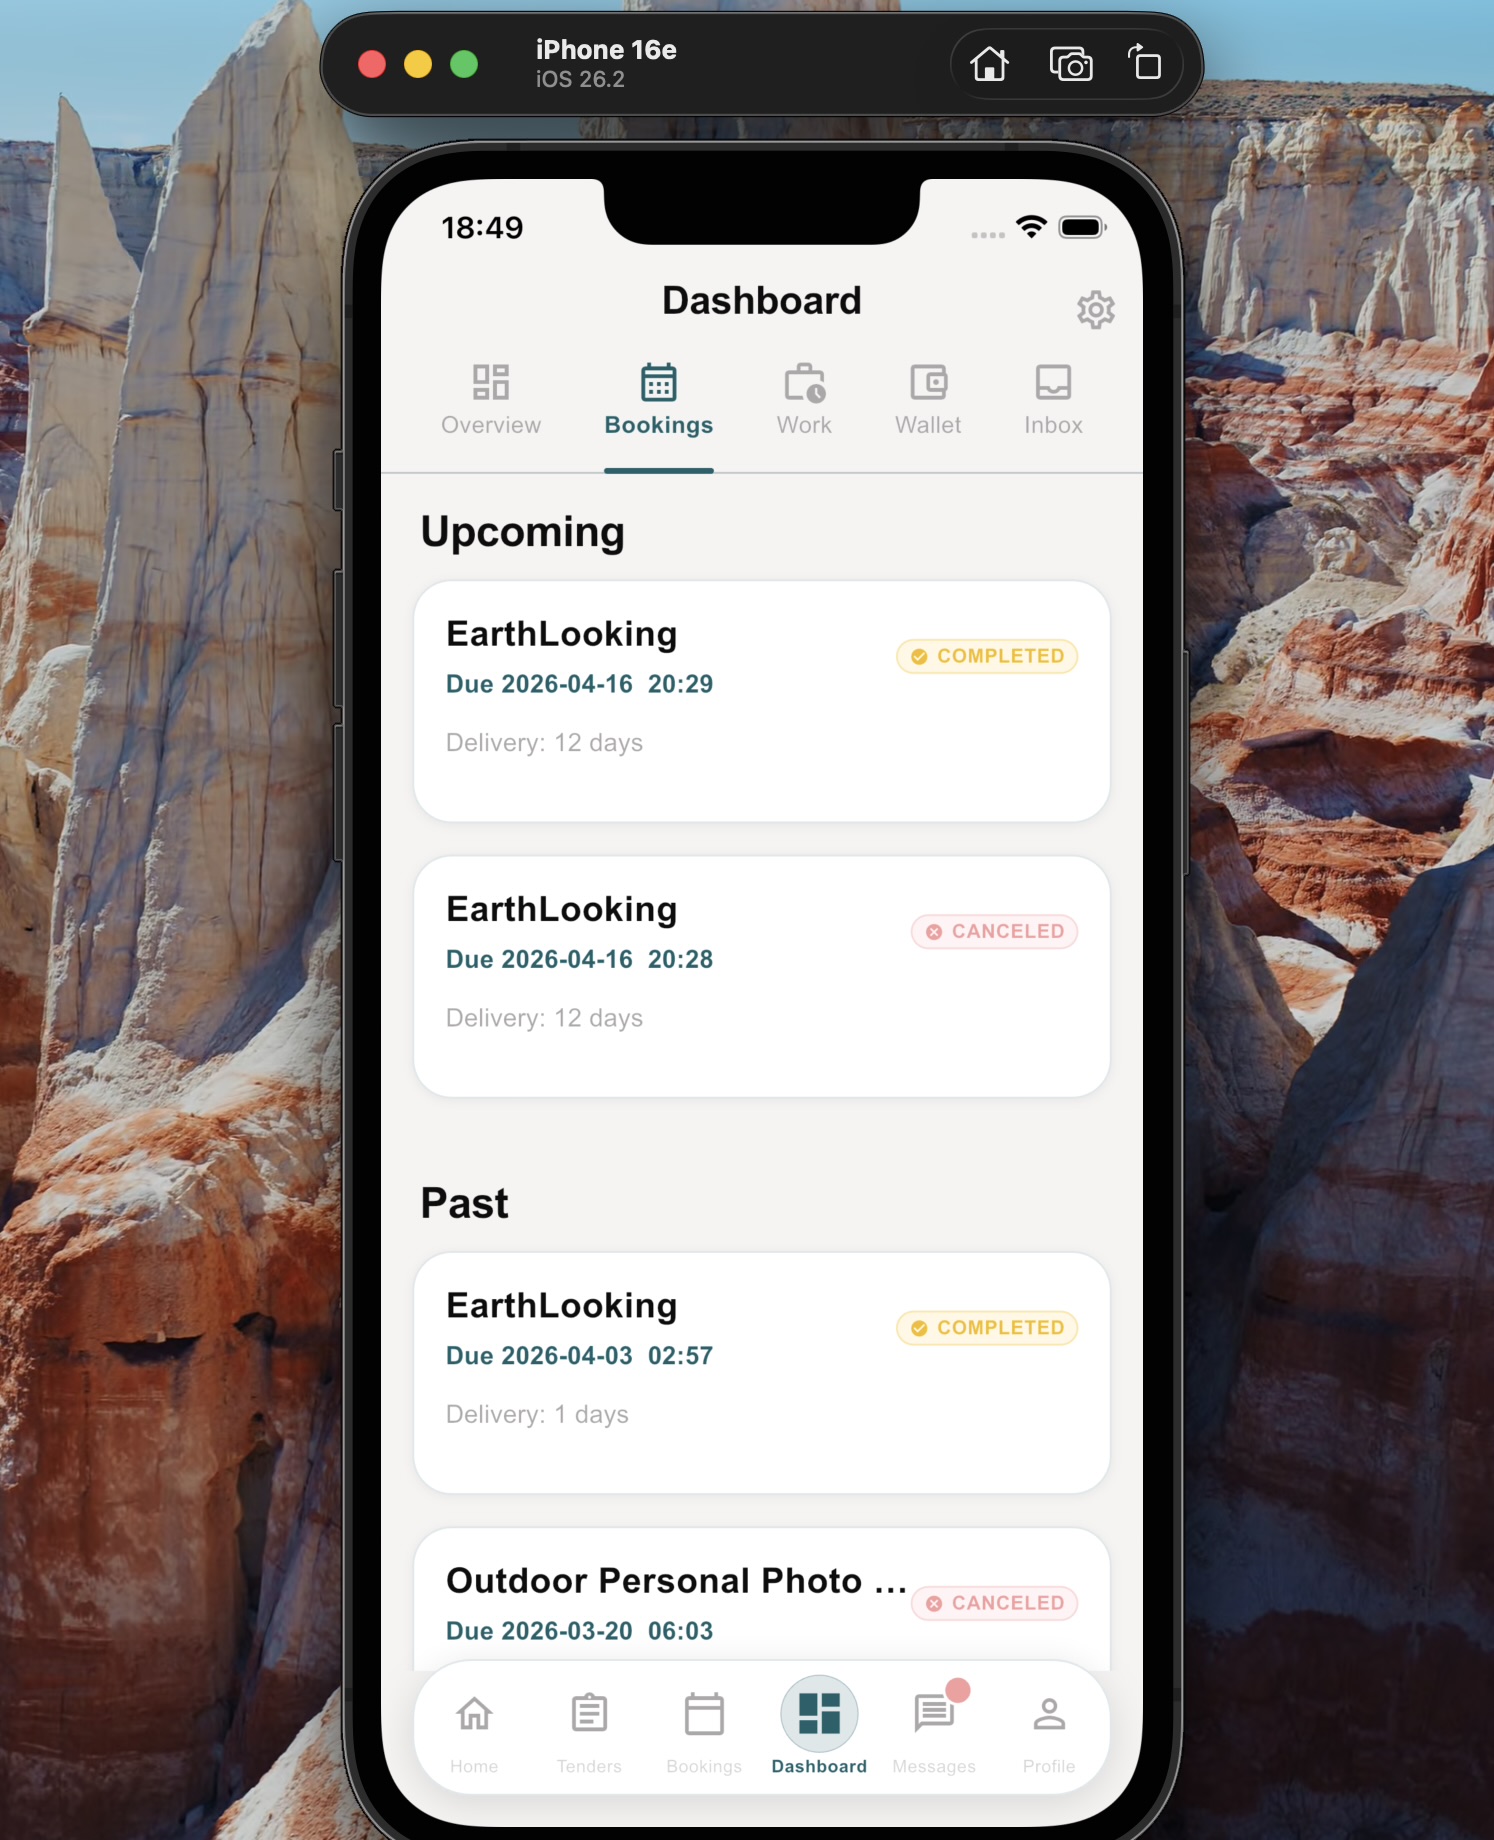 iPhone 16e
iOS 26.2
18:49
Dashboard
Overview
Bookings
Work
Wallet
Inbox
Upcoming
EarthLooking
COMPLETED
Due 2026-04-16 20:29
Delivery: 12 days
EarthLooking
CANCELED
Due 2026-04-16 20:28
Delivery: 12 days
Past
EarthLooking
COMPLETED
Due 2026-04-03 02:57
Delivery: 1 days
Outdoor Personal Photo ...
CANCELED
Due 2026-03-20 06:03
Home
Tenders
Bookings
Dashboard
Messages
Profile